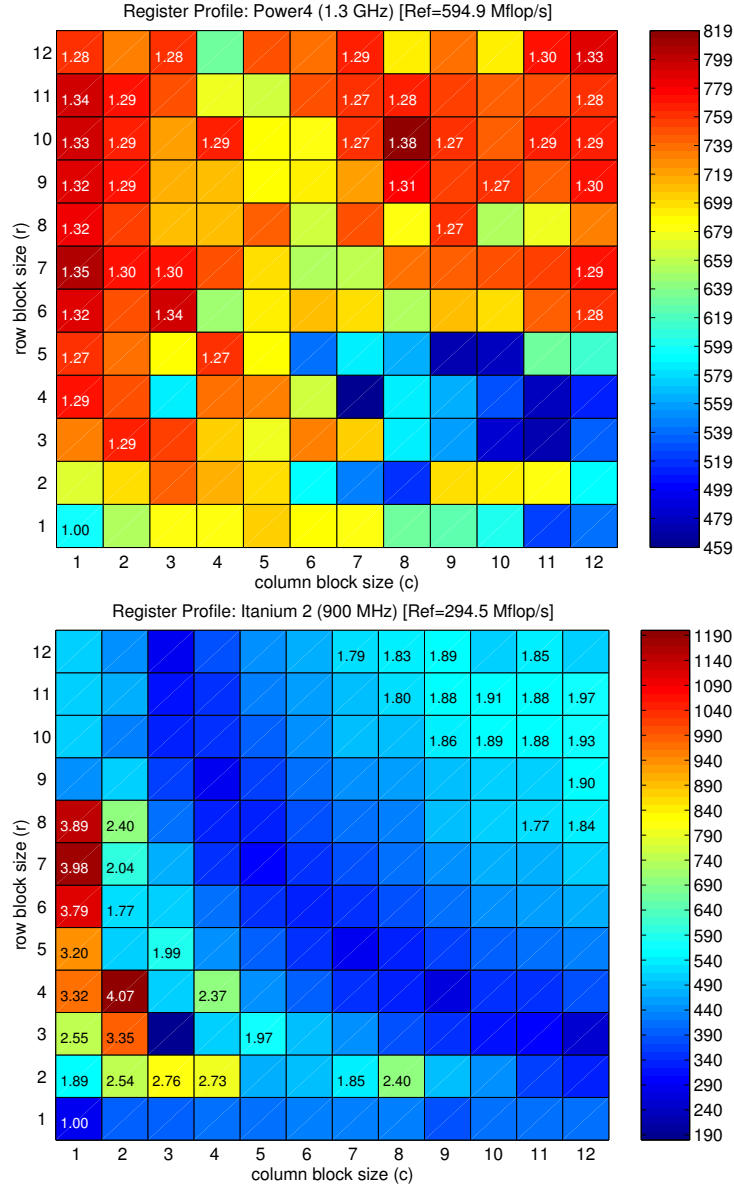 Register Profile: Power4 (1.3 GHz) [Ref=594.9 Mflop/s]
12 1.28 1.28 1.29 1.30 1.33
11 1.34 1.29 1.27 1.28 1.28
10 1.33 1.29 1.29 1.27 1.38 1.27 1.29 1.29
9 1.32 1.29 1.31 1.27 1.30
8 1.32 1.27
7 1.35 1.30 1.30 1.29
6 1.32 1.34 1.28
5 1.27 1.27
4 1.29
3 1.29
2
1 1.00
1 2 3 4 5 6 7 8 9 10 11 12
row block size (r)
column block size (c)
819
799
779
759
739
719
699
679
659
639
619
599
579
559
539
519
499
479
459
Register Profile: Itanium 2 (900 MHz) [Ref=294.5 Mflop/s]
12 1.79 1.83 1.89 1.85
11 1.80 1.88 1.91 1.88 1.97
10 1.86 1.89 1.88 1.93
9 1.90
8 3.89 2.40 1.77 1.84
7 3.98 2.04
6 3.79 1.77
5 3.20 1.99
4 3.32 4.07 2.37
3 2.55 3.35 1.97
2 1.89 2.54 2.76 2.73 1.85 2.40
1 1.00
1 2 3 4 5 6 7 8 9 10 11 12
row block size (r)
column block size (c)
1190
1140
1090
1040
990
940
890
840
790
740
690
640
590
540
490
440
390
340
290
240
190